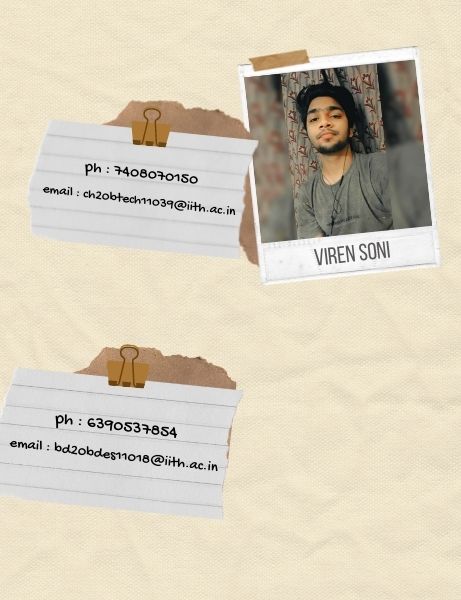 ph : 7408070150
email : ch20btech11039@iith.ac.in
VIREN SONI
ph : 6390537854
email : bd20bdes11018@iith.ac.in